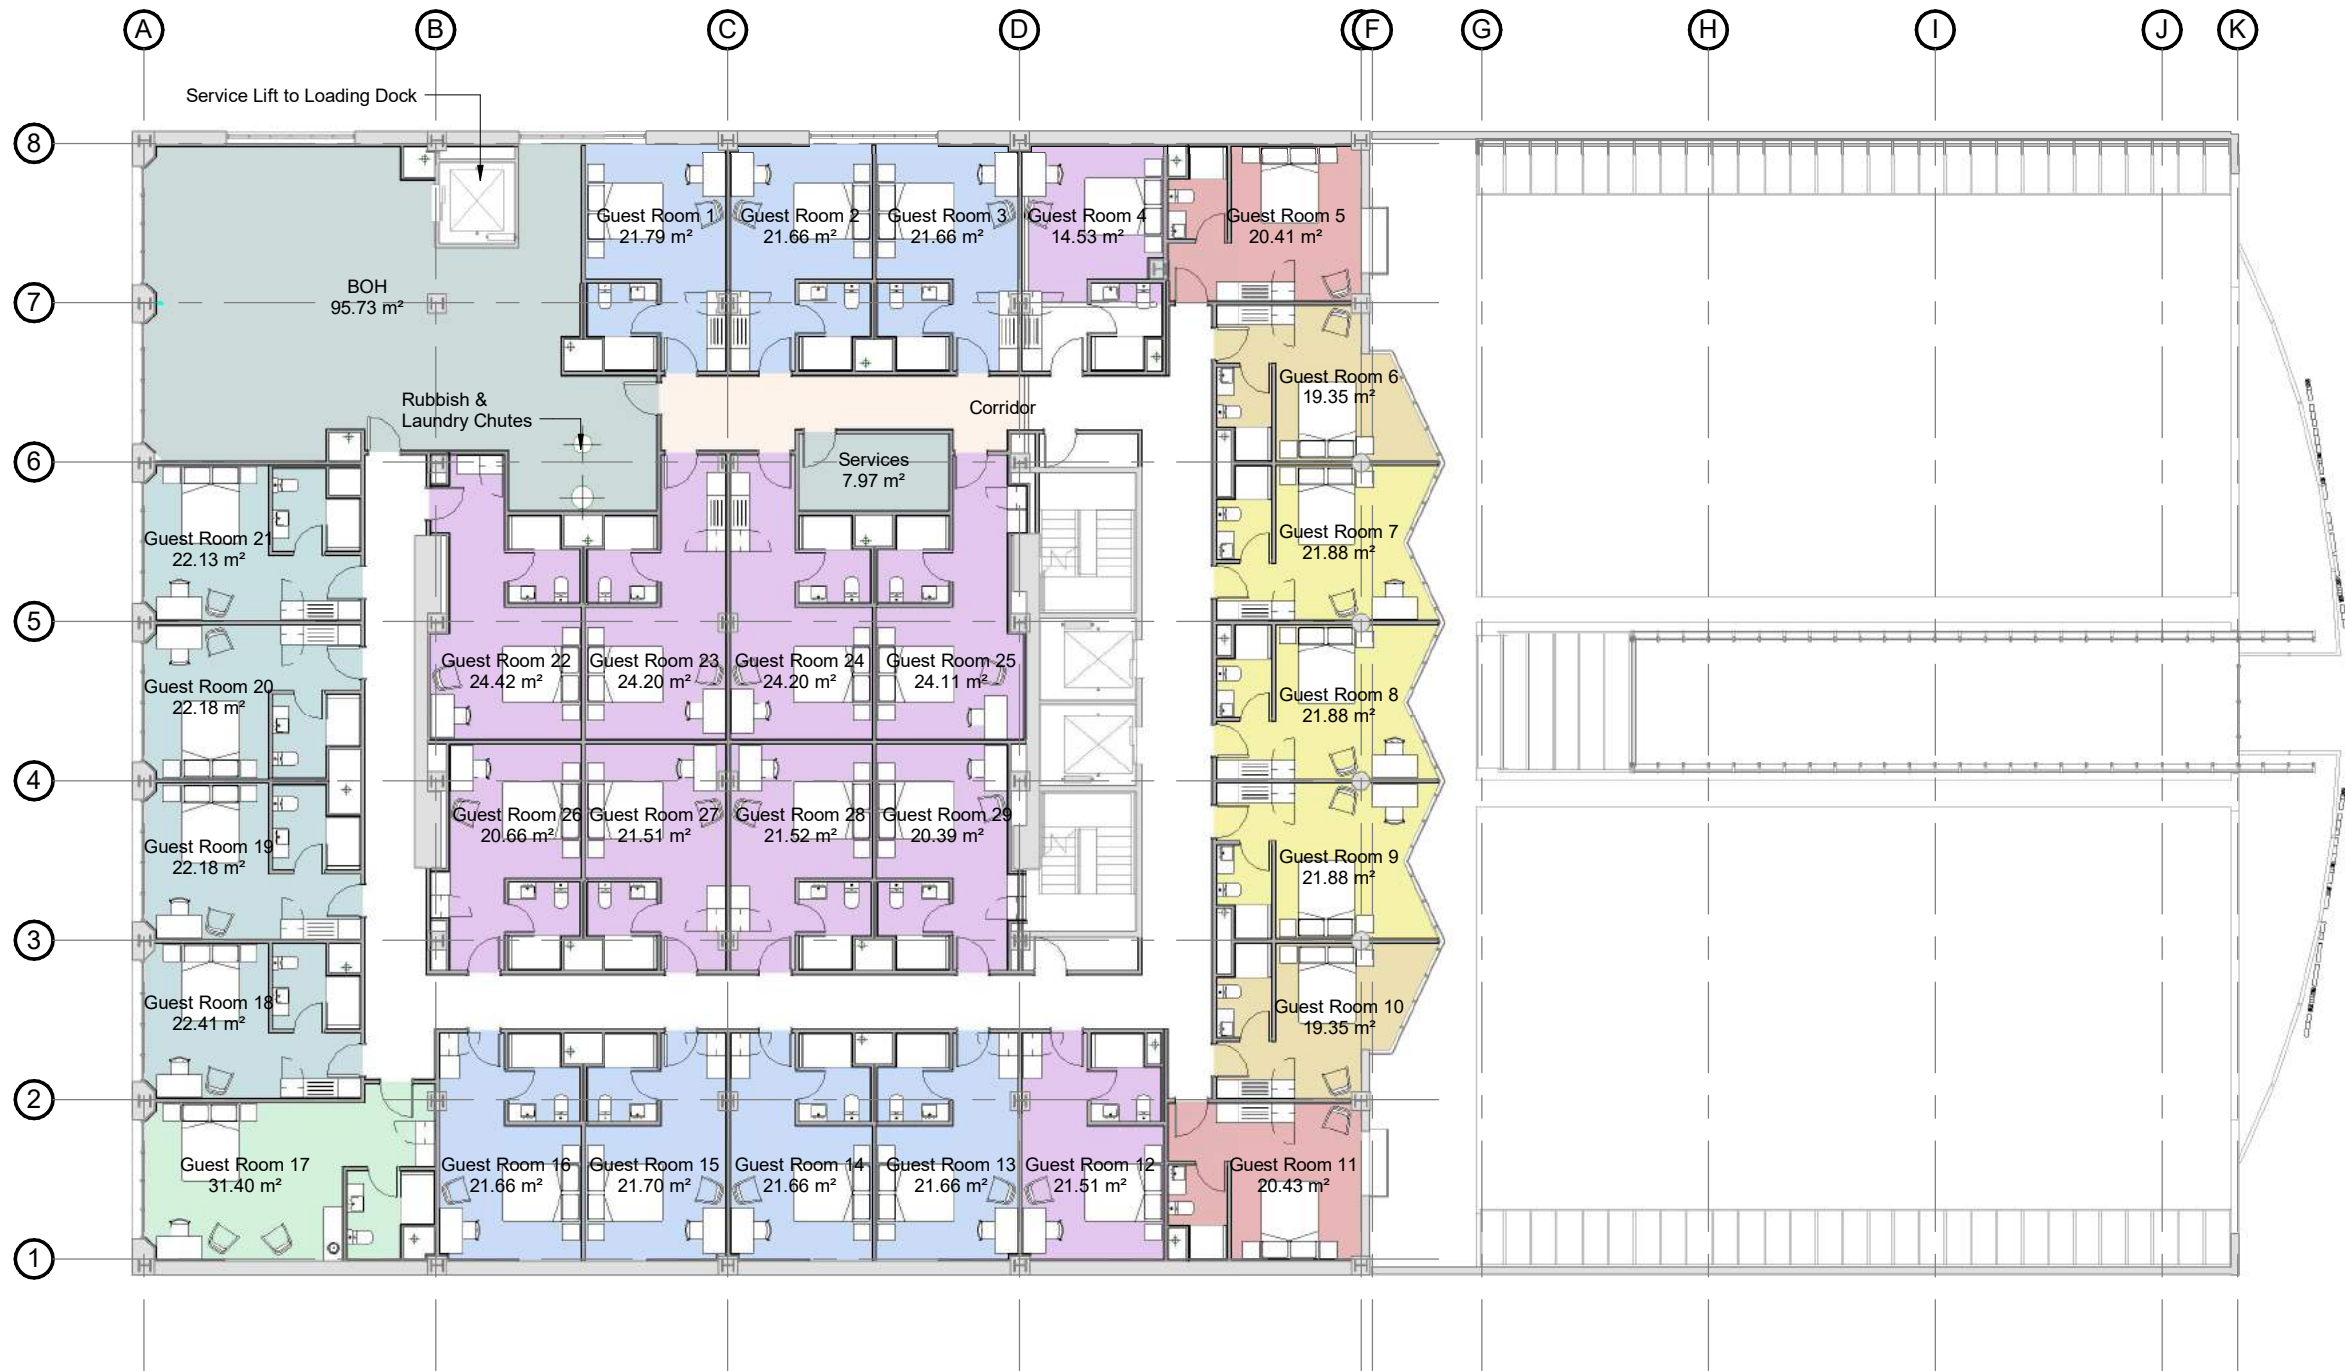 A
B
C
D
F
G
H
I
J
K
Service Lift to Loading Dock
8
Guest Room 1
21.79 m²
Guest Room 2
21.66 m²
Guest Room 3
21.66 m²
Guest Room 4
14.53 m²
Guest Room 5
20.41 m²
BOH
95.73 m²
7
Guest Room 6
19.35 m²
Rubbish &
Laundry Chutes
Corridor
6
Services
7.97 m²
Guest Room 21
22.13 m²
Guest Room 7
21.88 m²
5
Guest Room 22
24.42 m²
Guest Room 23
24.20 m²
Guest Room 24
24.20 m²
Guest Room 25
24.11 m²
Guest Room 20
22.18 m²
Guest Room 8
21.88 m²
4
Guest Room 26
20.66 m²
Guest Room 27
21.51 m²
Guest Room 28
21.52 m²
Guest Room 29
20.39 m²
Guest Room 19
22.18 m²
Guest Room 9
21.88 m²
3
Guest Room 18
22.41 m²
Guest Room 10
19.35 m²
2
Guest Room 17
31.40 m²
Guest Room 16
21.66 m²
Guest Room 15
21.70 m²
Guest Room 14
21.66 m²
Guest Room 13
21.66 m²
Guest Room 12
21.51 m²
Guest Room 11
20.43 m²
1